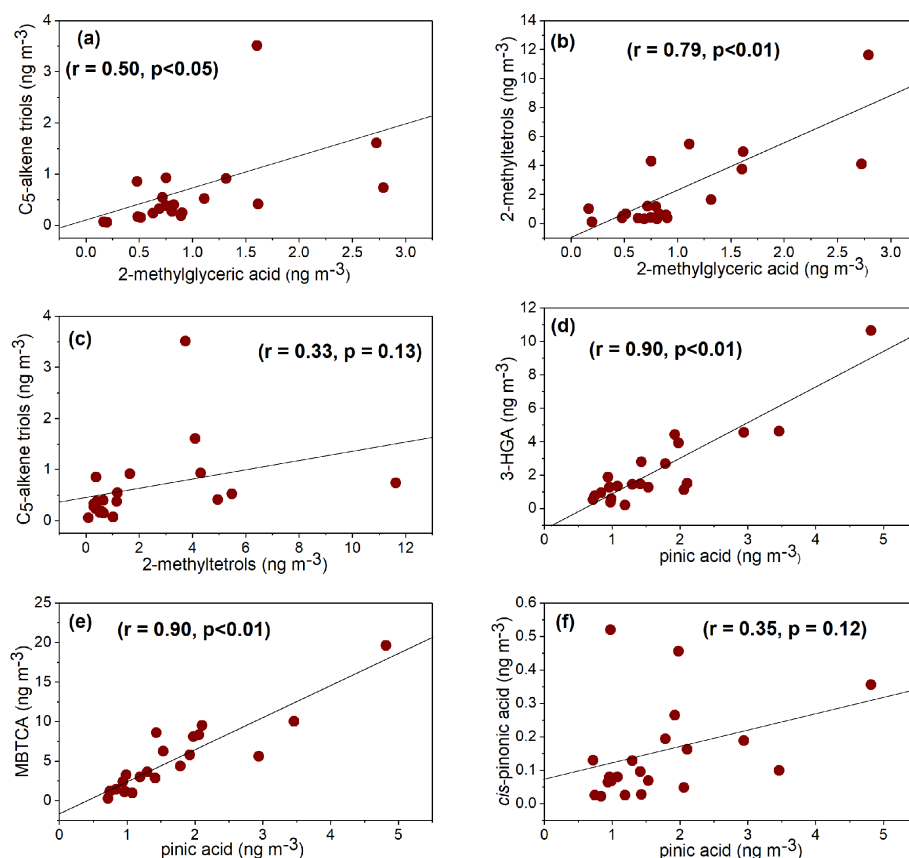 (a)
(r = 0.50, p<0.05)
C5-alkene triols (ng m-3)
4
3
2
1
0
0.0 0.5 1.0 1.5 2.0 2.5 3.0
2-methylglyceric acid (ng m-3)
(b)
(r = 0.79, p<0.01)
2-methyltetrols (ng m-3)
14
12
10
8
6
4
2
0
0.0 0.5 1.0 1.5 2.0 2.5 3.0
2-methylglyceric acid (ng m-3)
(c)
(r = 0.33, p = 0.13)
C5-alkene triols (ng m-3)
4
3
2
1
0
0 2 4 6 8 10 12
2-methyltetrols (ng m-3)
(d)
(r = 0.90, p<0.01)
3-HGA (ng m-3)
12
10
8
6
4
2
0
0 1 2 3 4 5
pinic acid (ng m-3)
(e)
(r = 0.90, p<0.01)
MBTCA (ng m-3)
25
20
15
10
5
0
0 1 2 3 4 5
pinic acid (ng m-3)
(f)
(r = 0.35, p = 0.12)
cis-pinonic acid (ng m-3)
0.6
0.5
0.4
0.3
0.2
0.1
0.0
0 1 2 3 4 5
pinic acid (ng m-3)